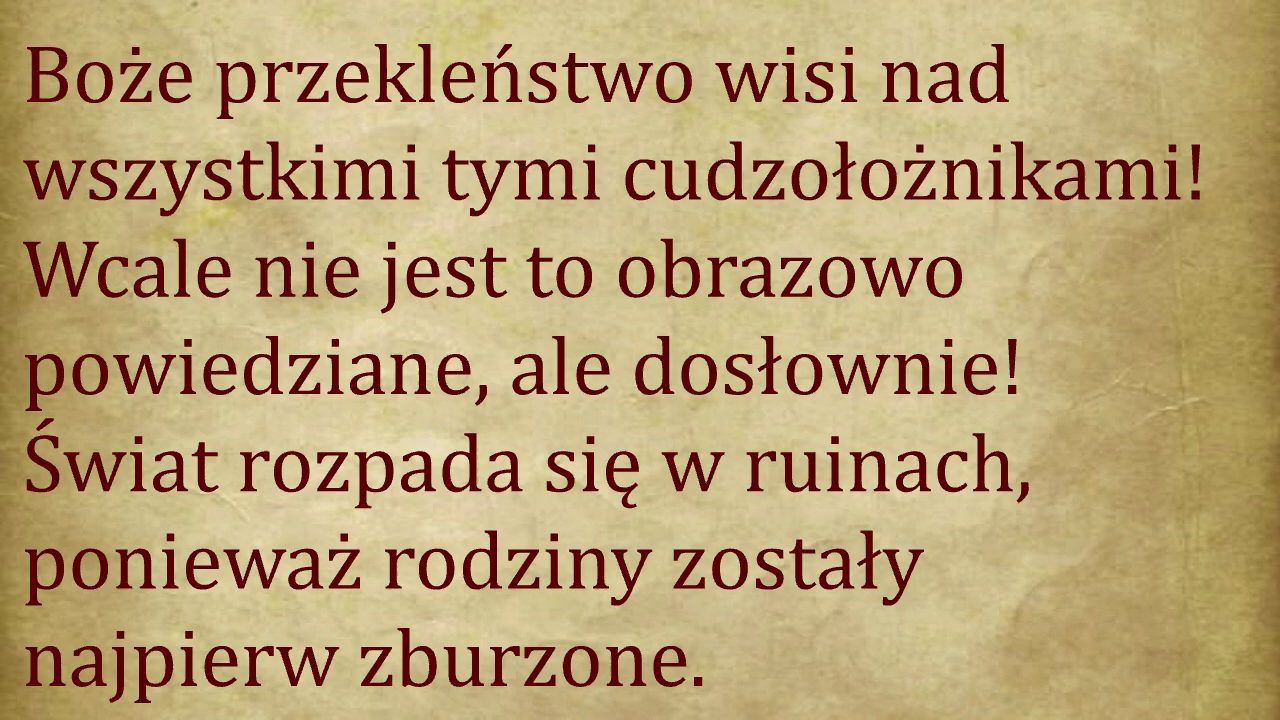 Boże przekleństwo wisi nad
wszystkimi tymi cudzołożnikami!
Wcale nie jest to obrazowo
powiedziane, ale dosłownie!
Świat rozpada się w ruinach,
ponieważ rodziny zostały
najpierw zburzone.